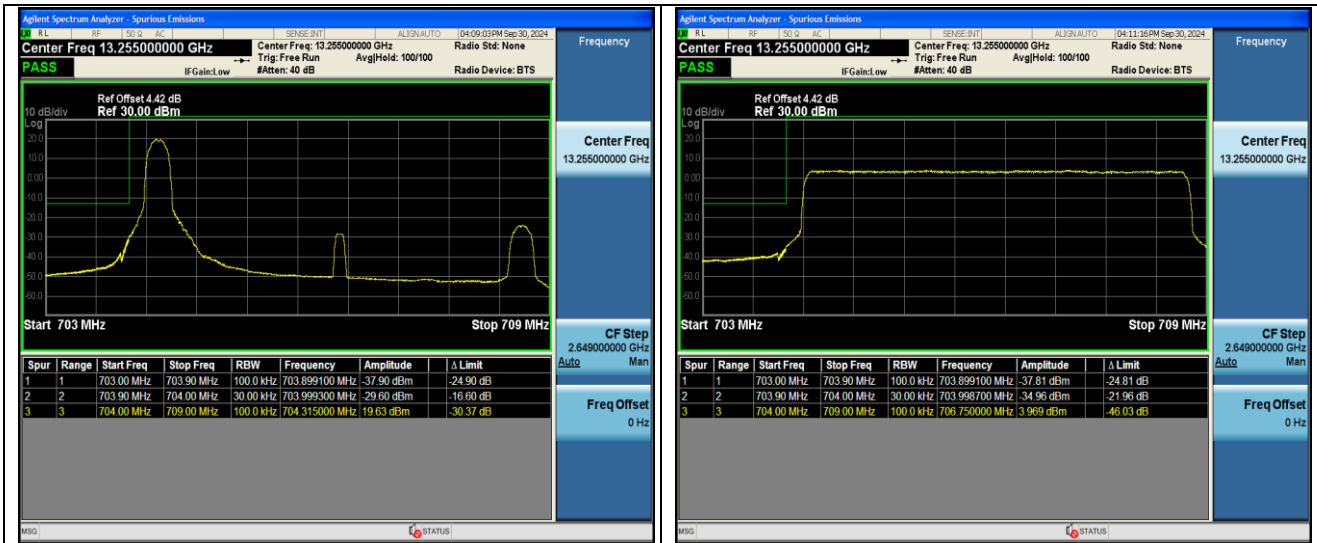 Agilent Spectrum Analyzer - Spurious Emissions
RL RF 50 Ω AC SENSE:INT ALIGN AUTO 04:09:03 PM Sep 30, 2024
Center Freq 13.255000000 GHz Center Freq: 13.255000000 GHz Radio Std: None Frequency
Trig: Free Run Avg|Hold: 100/100
PASS IFGain:Low #Atten: 40 dB Radio Device: BTS
Ref Offset 4.42 dB
10 dB/div Ref 30.00 dBm
Log
20.0
10.0
0.00
-10.0
-20.0
-30.0
-40.0
-50.0
-60.0
Start 703 MHz Stop 709 MHz
Center Freq
13.255000000 GHz
CF Step
2.649000000 GHz
Auto Man
Freq Offset
0 Hz
Spur Range Start Freq Stop Freq RBW Frequency Amplitude Δ Limit
1 1 703.00 MHz 703.90 MHz 100.0 kHz 703.899100 MHz -37.90 dBm -24.90 dB
2 2 703.90 MHz 704.00 MHz 30.00 kHz 703.999300 MHz -29.60 dBm -16.60 dB
3 3 704.00 MHz 709.00 MHz 100.0 kHz 704.315000 MHz 19.63 dBm -30.37 dB
MSG STATUS
Agilent Spectrum Analyzer - Spurious Emissions
RL RF 50 Ω AC SENSE:INT ALIGN AUTO 04:11:16 PM Sep 30, 2024
Center Freq 13.255000000 GHz Center Freq: 13.255000000 GHz Radio Std: None Frequency
Trig: Free Run Avg|Hold: 100/100
PASS IFGain:Low #Atten: 40 dB Radio Device: BTS
Ref Offset 4.42 dB
10 dB/div Ref 30.00 dBm
Log
20.0
10.0
0.00
-10.0
-20.0
-30.0
-40.0
-50.0
-60.0
Start 703 MHz Stop 709 MHz
Center Freq
13.255000000 GHz
CF Step
2.649000000 GHz
Auto Man
Freq Offset
0 Hz
Spur Range Start Freq Stop Freq RBW Frequency Amplitude Δ Limit
1 1 703.00 MHz 703.90 MHz 100.0 kHz 703.899100 MHz -37.81 dBm -24.81 dB
2 2 703.90 MHz 704.00 MHz 30.00 kHz 703.998700 MHz -34.96 dBm -21.96 dB
3 3 704.00 MHz 709.00 MHz 100.0 kHz 706.750000 MHz 3.969 dBm -46.03 dB
MSG STATUS